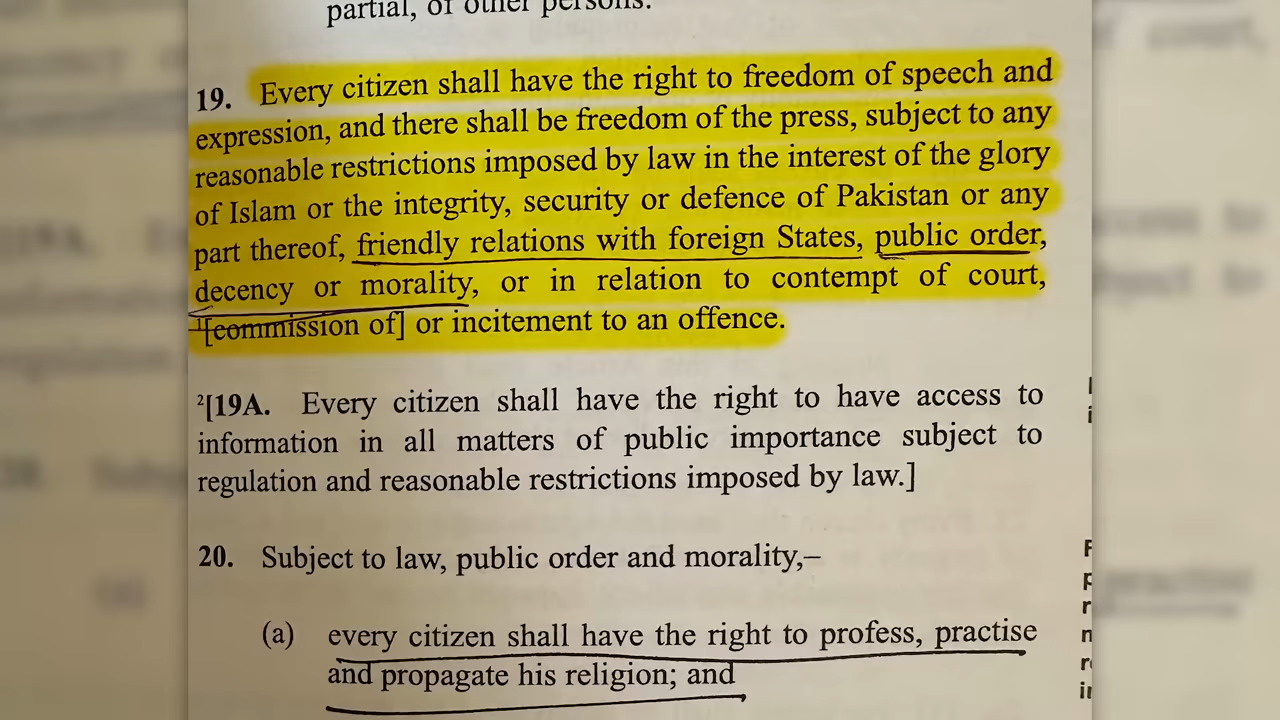 partial, of other persons.
19. Every citizen shall have the right to freedom of speech and
expression, and there shall be freedom of the press, subject to any
reasonable restrictions imposed by law in the interest of the glory
of Islam or the integrity, security or defence of Pakistan or any
part thereof, friendly relations with foreign States, public order,
decency or morality, or in relation to contempt of court,
¹[commission of] or incitement to an offence.
²[19A. Every citizen shall have the right to have access to
information in all matters of public importance subject to
regulation and reasonable restrictions imposed by law.]
20. Subject to law, public order and morality,–
(a) every citizen shall have the right to profess, practise
and propagate his religion; and